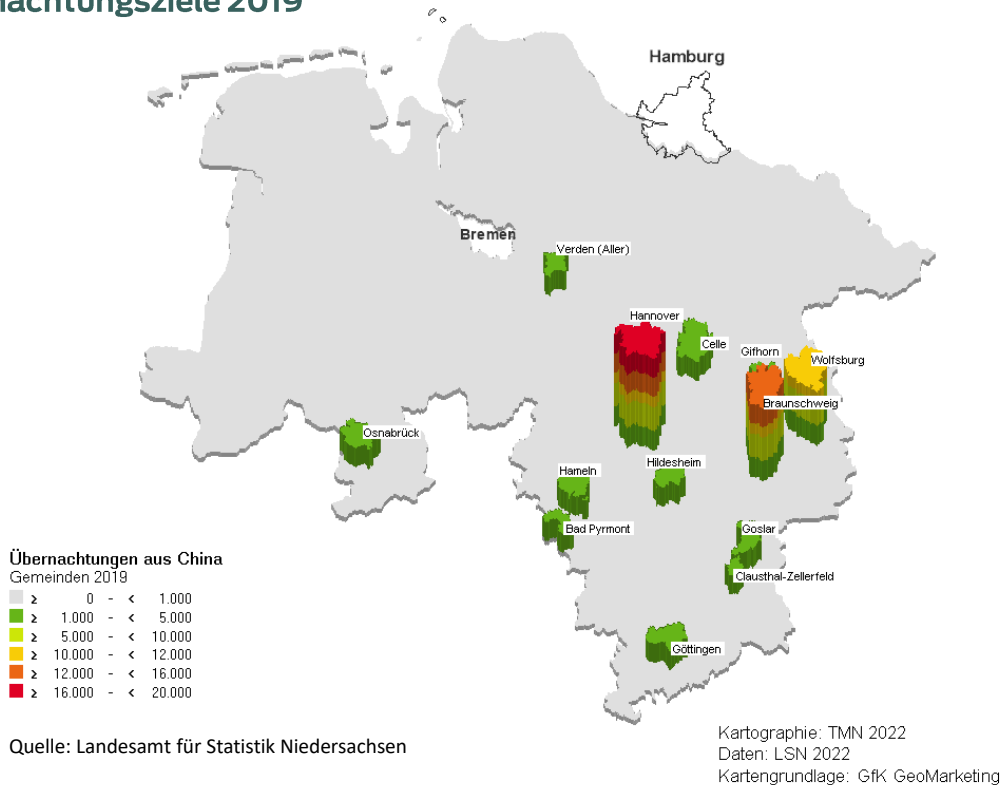 nachtungsziele 2019
Hamburg
Bremen
Verden (Aller)
Hannover
Celle
Gifhorn
Wolfsburg
Braunschweig
Osnabrück
Hameln
Hildesheim
Bad Pyrmont
Goslar
Clausthal-Zellerfeld
Göttingen
Übernachtungen aus China
Gemeinden 2019
≥ 0 - < 1.000
≥ 1.000 - < 5.000
≥ 5.000 - < 10.000
≥ 10.000 - < 12.000
≥ 12.000 - < 16.000
≥ 16.000 - < 20.000
Quelle: Landesamt für Statistik Niedersachsen
Kartographie: TMN 2022
Daten: LSN 2022
Kartengrundlage: GfK GeoMarketing